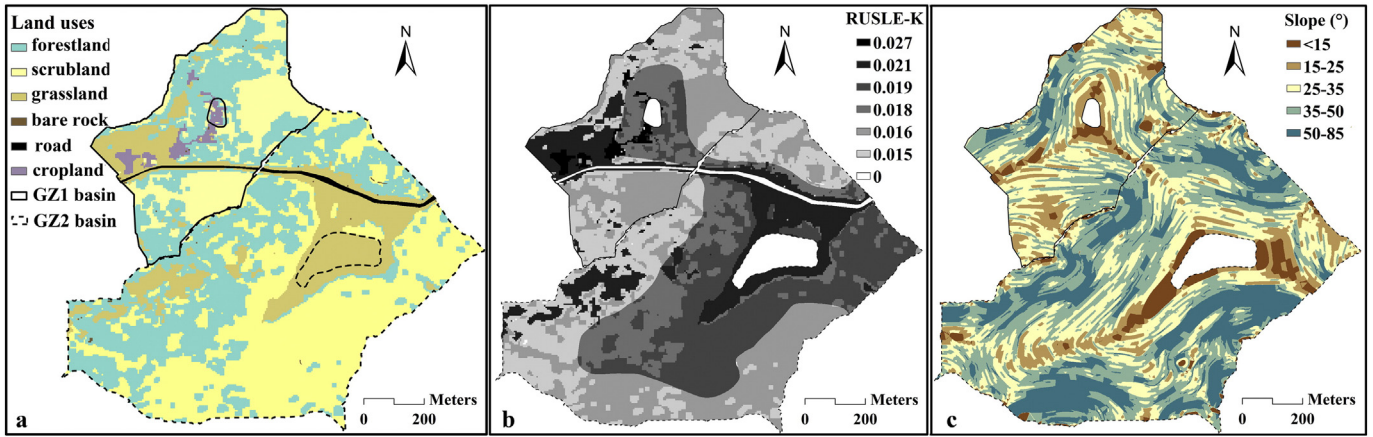 Land uses
forestland
scrubland
grassland
bare rock
road
cropland
GZ1 basin
GZ2 basin
N
Meters
0 200
a
RUSLE-K
0.027
0.021
0.019
0.018
0.016
0.015
0
N
Meters
0 200
b
Slope (°)
<15
15-25
25-35
35-50
50-85
N
Meters
0 200
c